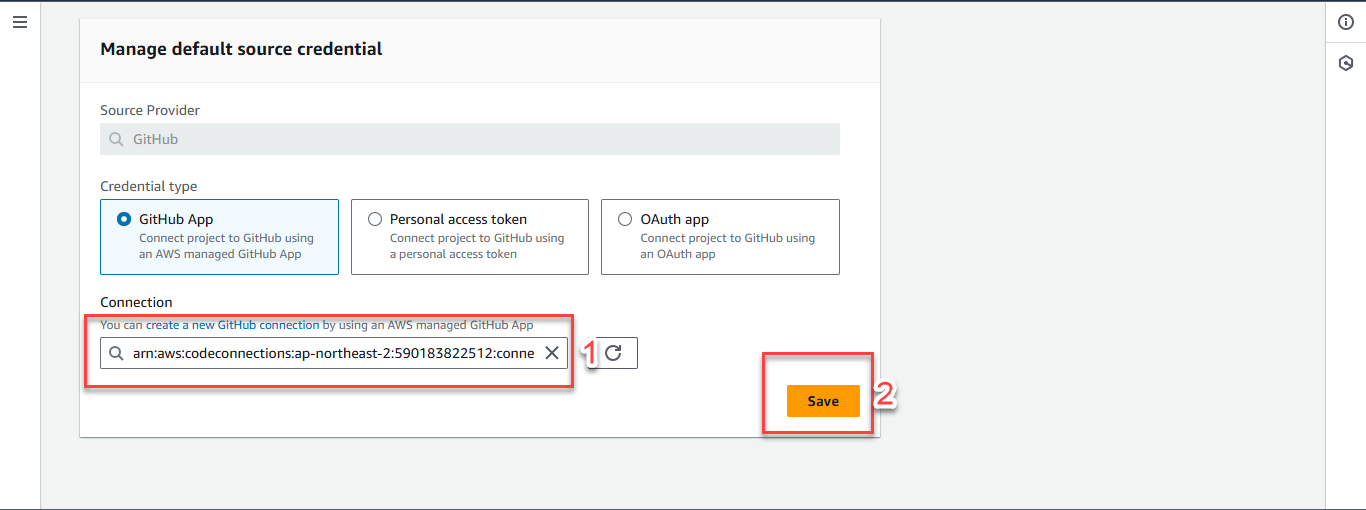 Manage default source credential
Source Provider
GitHub
Credential type
GitHub App
Connect project to GitHub using
an AWS managed GitHub App
Personal access token
Connect project to GitHub using
a personal access token
OAuth app
Connect project to GitHub using
an OAuth app
Connection
You can create a new GitHub connection by using an AWS managed GitHub App
arn:aws:codeconnections:ap-northeast-2:590183822512:conne
1
Save
2